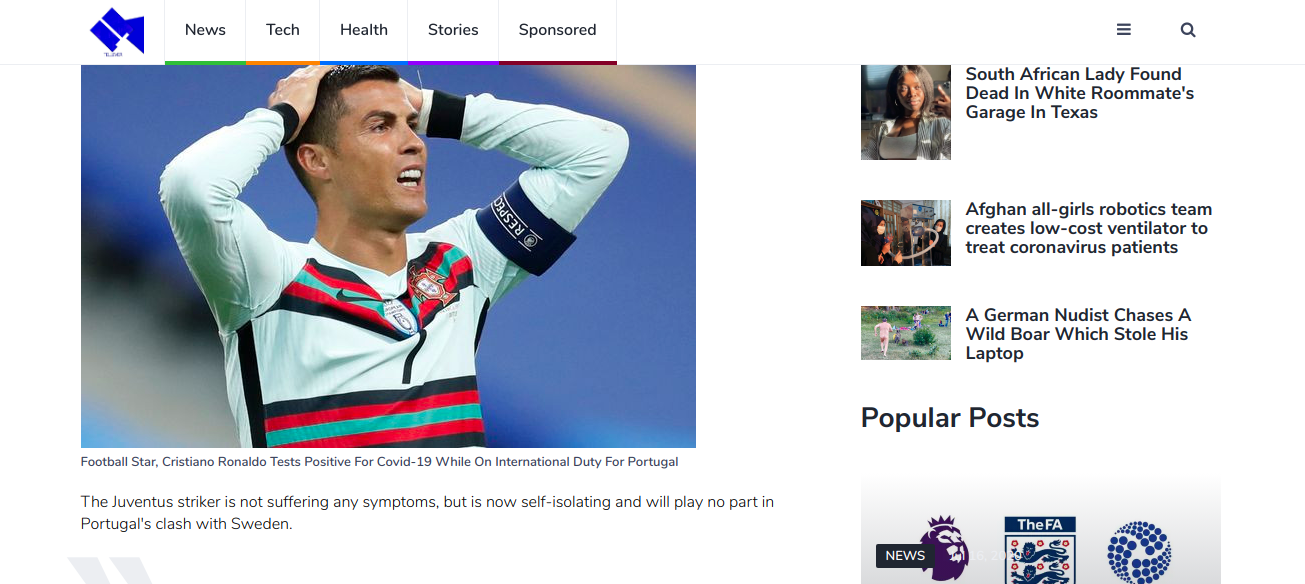 News
Tech
Health
Stories
Sponsored
South African Lady Found
Dead In White Roommate's
Garage In Texas
RESPECT
7
Afghan all-girls robotics team
creates low-cost ventilator to
treat coronavirus patients
A German Nudist Chases A
Wild Boar Which Stole His
Laptop
Football Star, Cristiano Ronaldo Tests Positive For Covid-19 While On International Duty For Portugal
The Juventus striker is not suffering any symptoms, but is now self-isolating and will play no part in
Portugal's clash with Sweden.
Popular Posts
The FA
NEWS